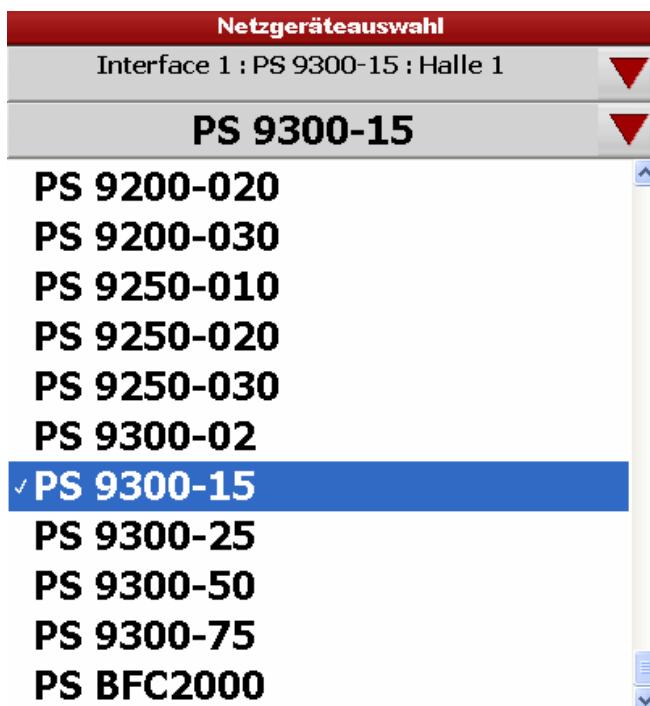 Netzgeräteauswahl
Interface 1 : PS 9300-15 : Halle 1
PS 9300-15
PS 9200-020
PS 9200-030
PS 9250-010
PS 9250-020
PS 9250-030
PS 9300-02
✓PS 9300-15
PS 9300-25
PS 9300-50
PS 9300-75
PS BFC2000